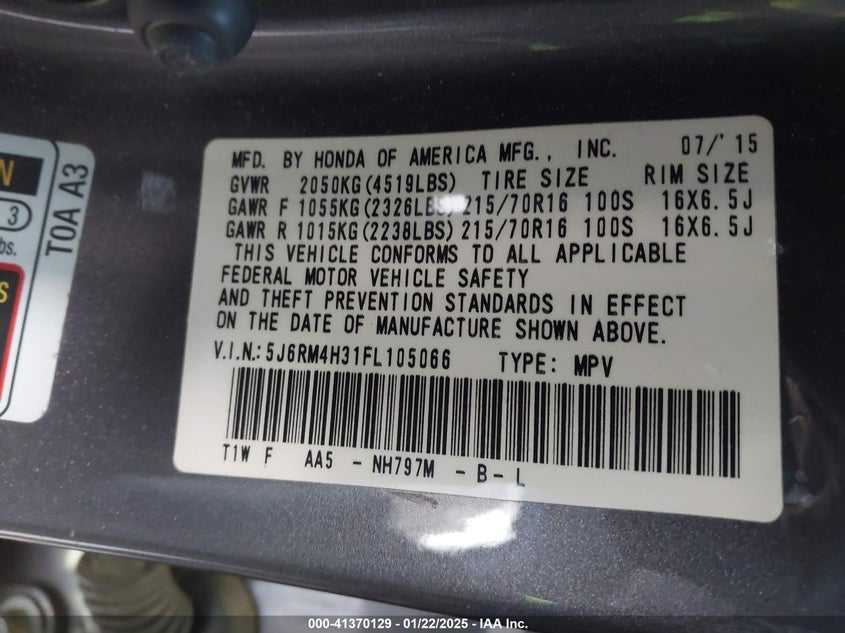 N
3
bs.
S
TOA A3
MFD. BY HONDA OF AMERICA MFG., INC. 07/'15
GVWR 2050KG(4519LBS) TIRE SIZE RIM SIZE
GAWR F 1055KG(2326LBS) 215/70R16 100S 16X6.5J
GAWR R 1015KG(2238LBS) 215/70R16 100S 16X6.5J
THIS VEHICLE CONFORMS TO ALL APPLICABLE
FEDERAL MOTOR VEHICLE SAFETY
AND THEFT PREVENTION STANDARDS IN EFFECT
ON THE DATE OF MANUFACTURE SHOWN ABOVE.
V.I.N.:5J6RM4H31FL105066 TYPE: MPV
T1W F AA5 - NH797M - B - L
000-41370129 - 01/22/2025 - IAA Inc.